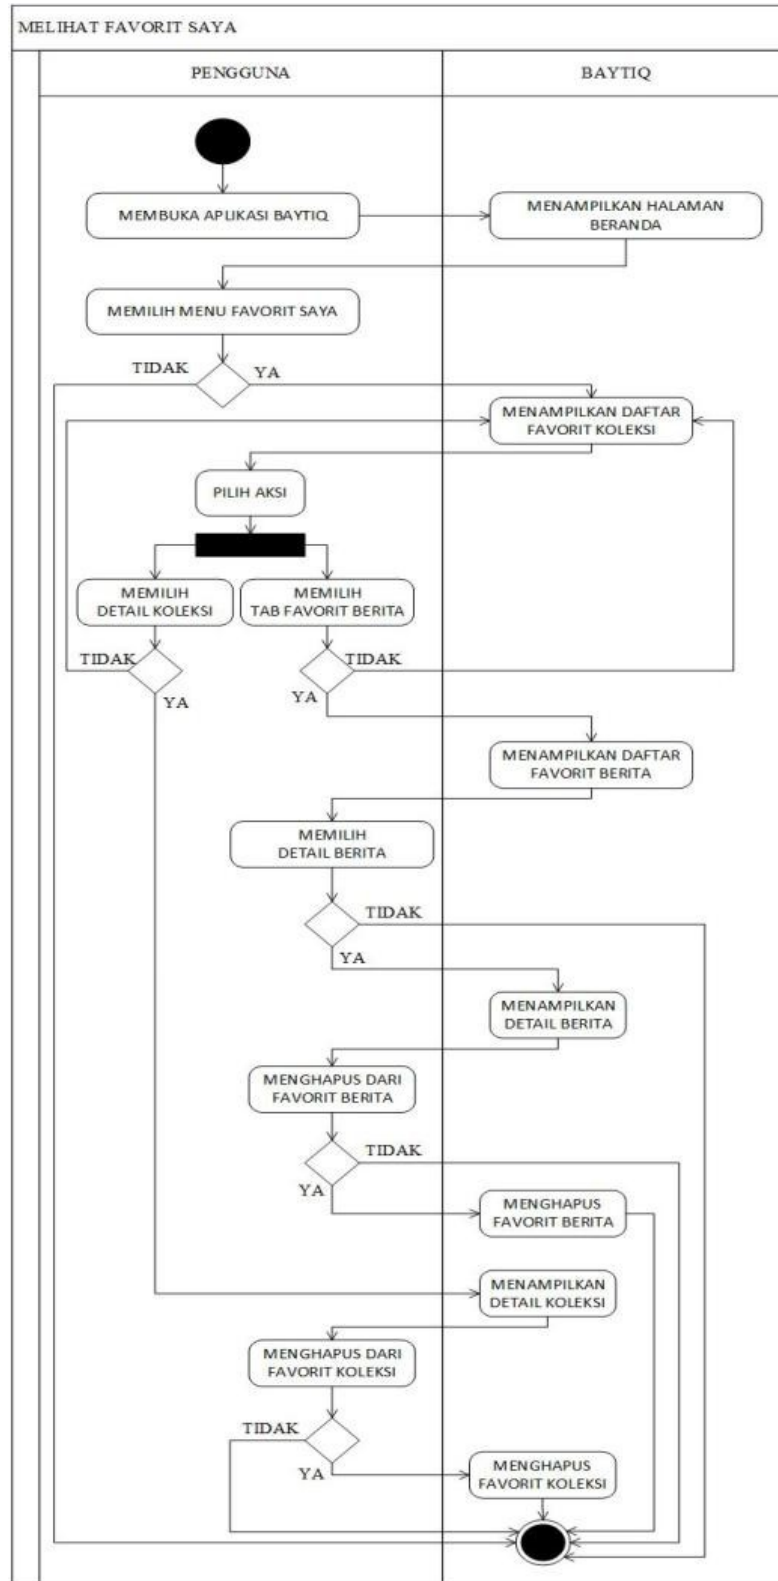 MELIHAT FAVORIT SAYA
PENGGUNA
BAYTIQ
MEMBUKA APLIKASI BAYTIQ
MENAMPILKAN HALAMAN
BERANDA
MEMILIH MENU FAVORIT SAYA
TIDAK
YA
MENAMPILKAN DAFTAR
FAVORIT KOLEKSI
PILIH AKSI
MEMILIH
DETAIL KOLEKSI
MEMILIH
TAB FAVORIT BERITA
TIDAK
YA
TIDAK
YA
MENAMPILKAN DAFTAR
FAVORIT BERITA
MEMILIH
DETAIL BERITA
TIDAK
YA
MENAMPILKAN
DETAIL BERITA
MENGHAPUS DARI
FAVORIT BERITA
TIDAK
YA
MENGHAPUS
FAVORIT BERITA
MENAMPILKAN
DETAIL KOLEKSI
MENGHAPUS DARI
FAVORIT KOLEKSI
TIDAK
YA
MENGHAPUS
FAVORIT KOLEKSI